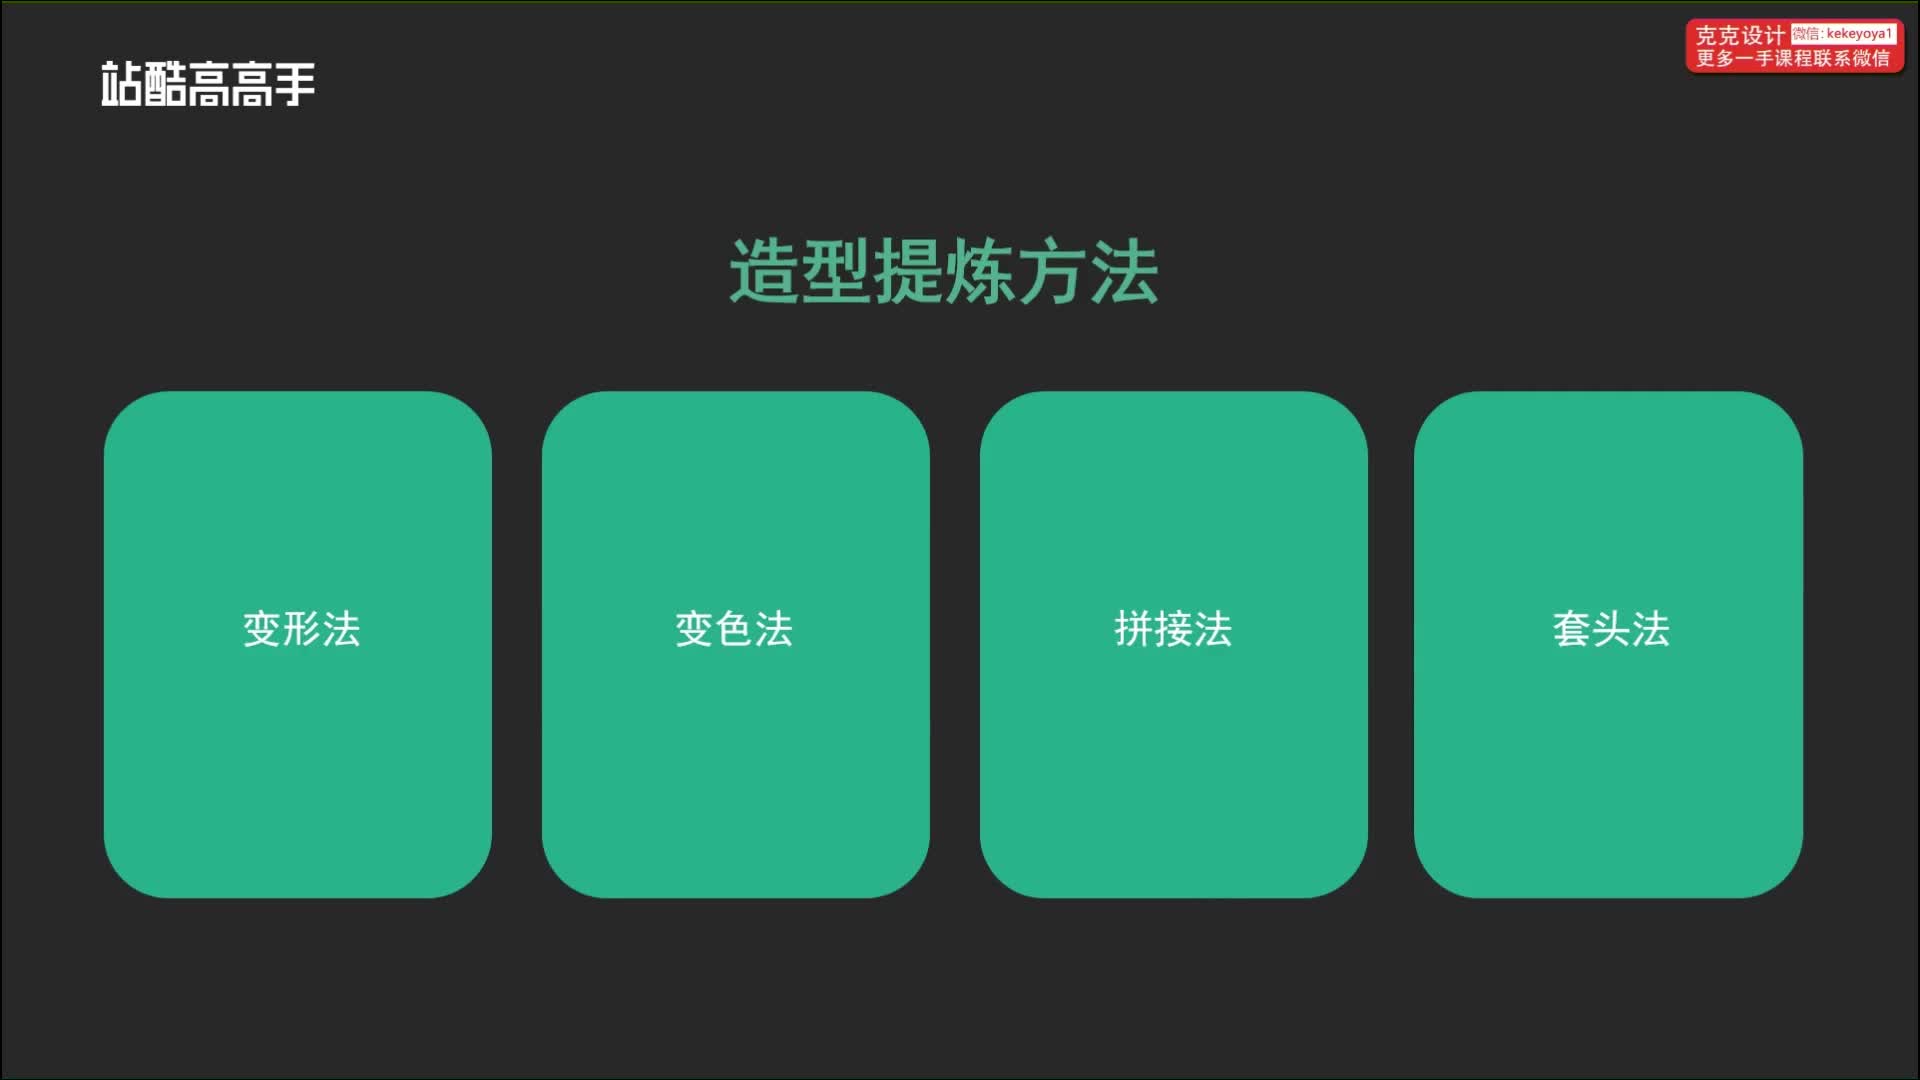 克克设计 微信: kekeyoya1
更多一手课程联系微信
站酷高高手
造型提炼方法
变形法
变色法
拼接法
套头法